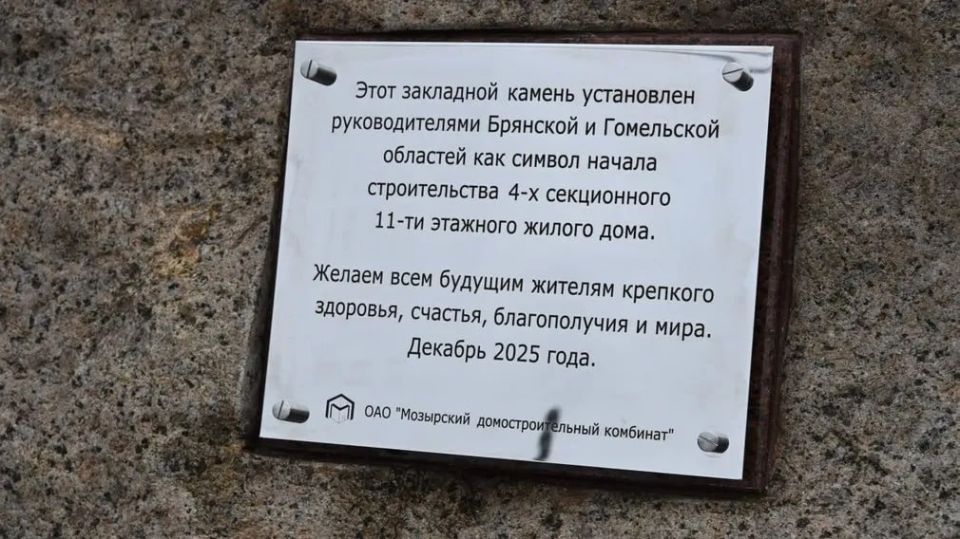 Этот закладной камень установлен
руководителями Брянской и Гомельской
областей как символ начала
строительства 4-х секционного
11-ти этажного жилого дома.
Желаем всем будущим жителям крепкого
здоровья, счастья, благополучия и мира.
Декабрь 2025 года.
ОАО "Мозырский домостроительный комбинат"